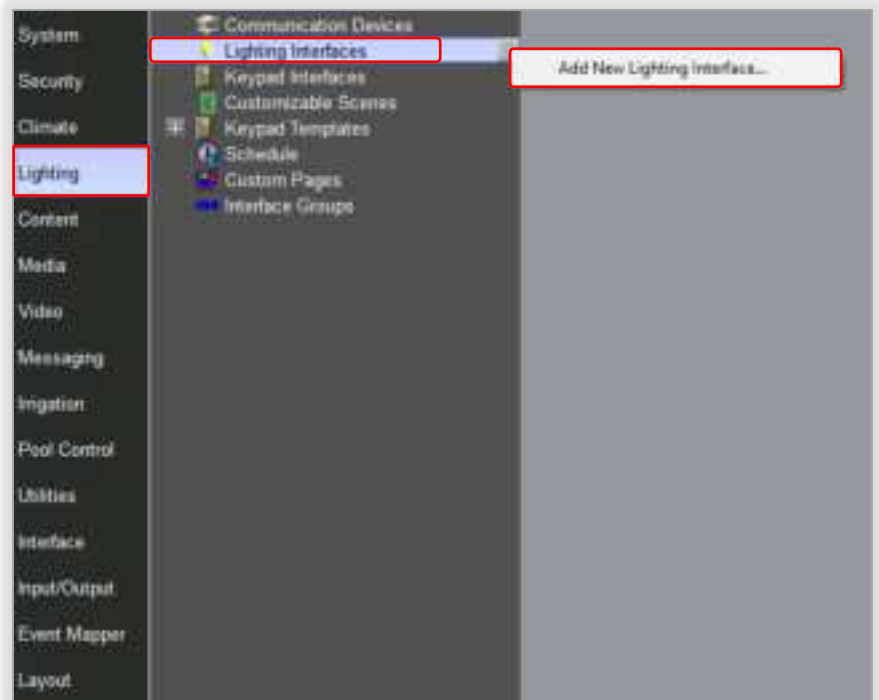 System
Security
Climate
Lighting
Content
Media
Video
Messaging
Irrigation
Pool Control
Utilities
Interface
Input/Output
Event Mapper
Layout
Communication Devices
Lighting Interfaces
Keypad Interfaces
Customizable Scenes
Keypad Templates
Schedule
Custom Pages
Interface Groups
Add New Lighting Interface...